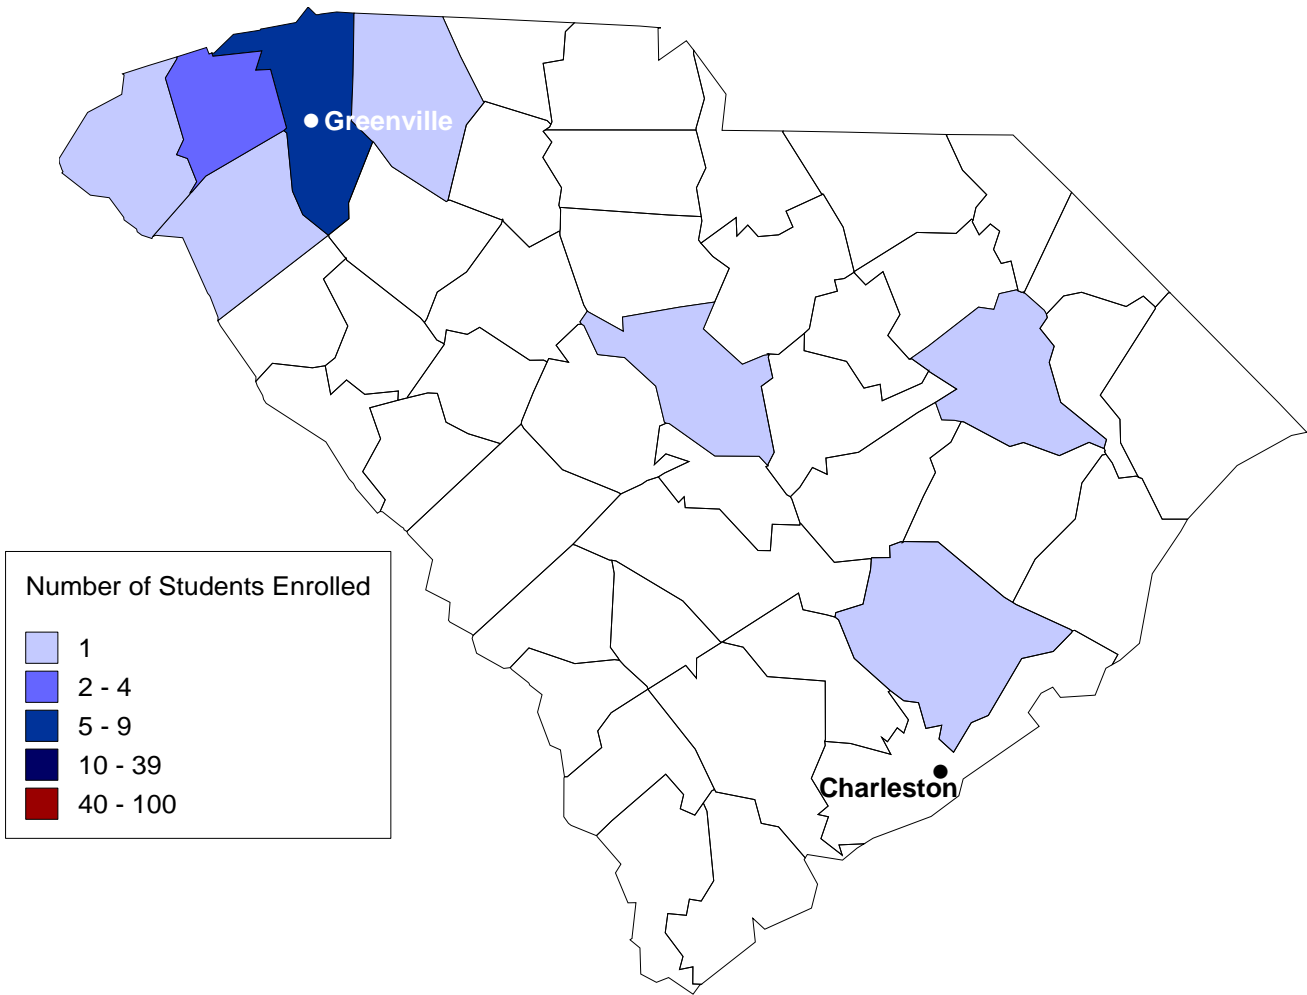 Greenville
Number of Students Enrolled
1
2 - 4
5 - 9
10 - 39
40 - 100
Charleston